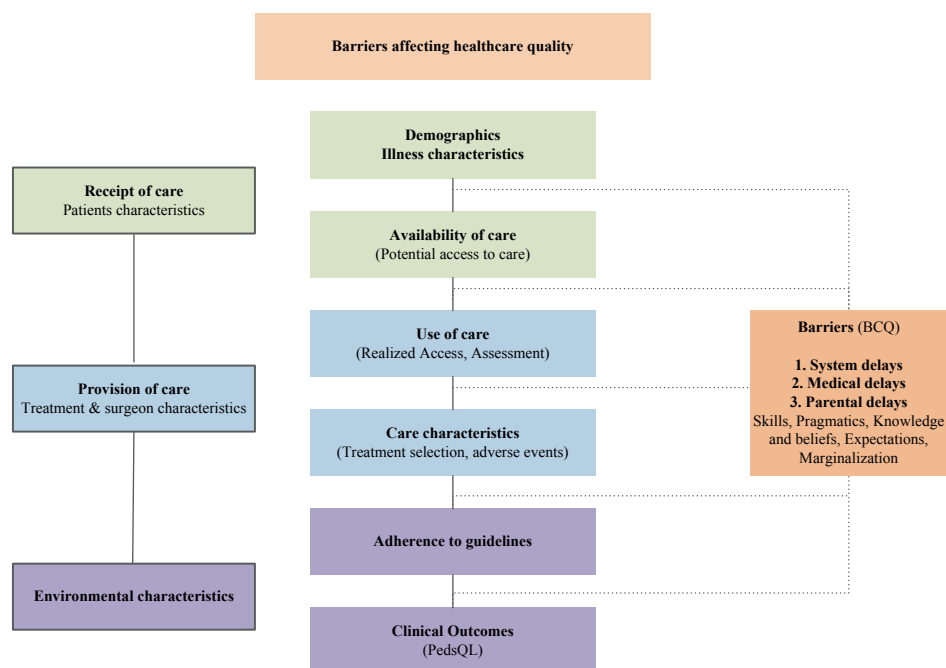 Barriers affecting healthcare quality
Demographics
Illness characteristics
Receipt of care
Patients characteristics
Availability of care
(Potential access to care)
Use of care
(Realized Access, Assessment)
Barriers (BCQ)
1. System delays
2. Medical delays
3. Parental delays
Skills, Pragmatics, Knowledge
and beliefs, Expectations,
Marginalization
Provision of care
Treatment & surgeon characteristics
Care characteristics
(Treatment selection, adverse events)
Adherence to guidelines
Environmental characteristics
Clinical Outcomes
(PedsQL)